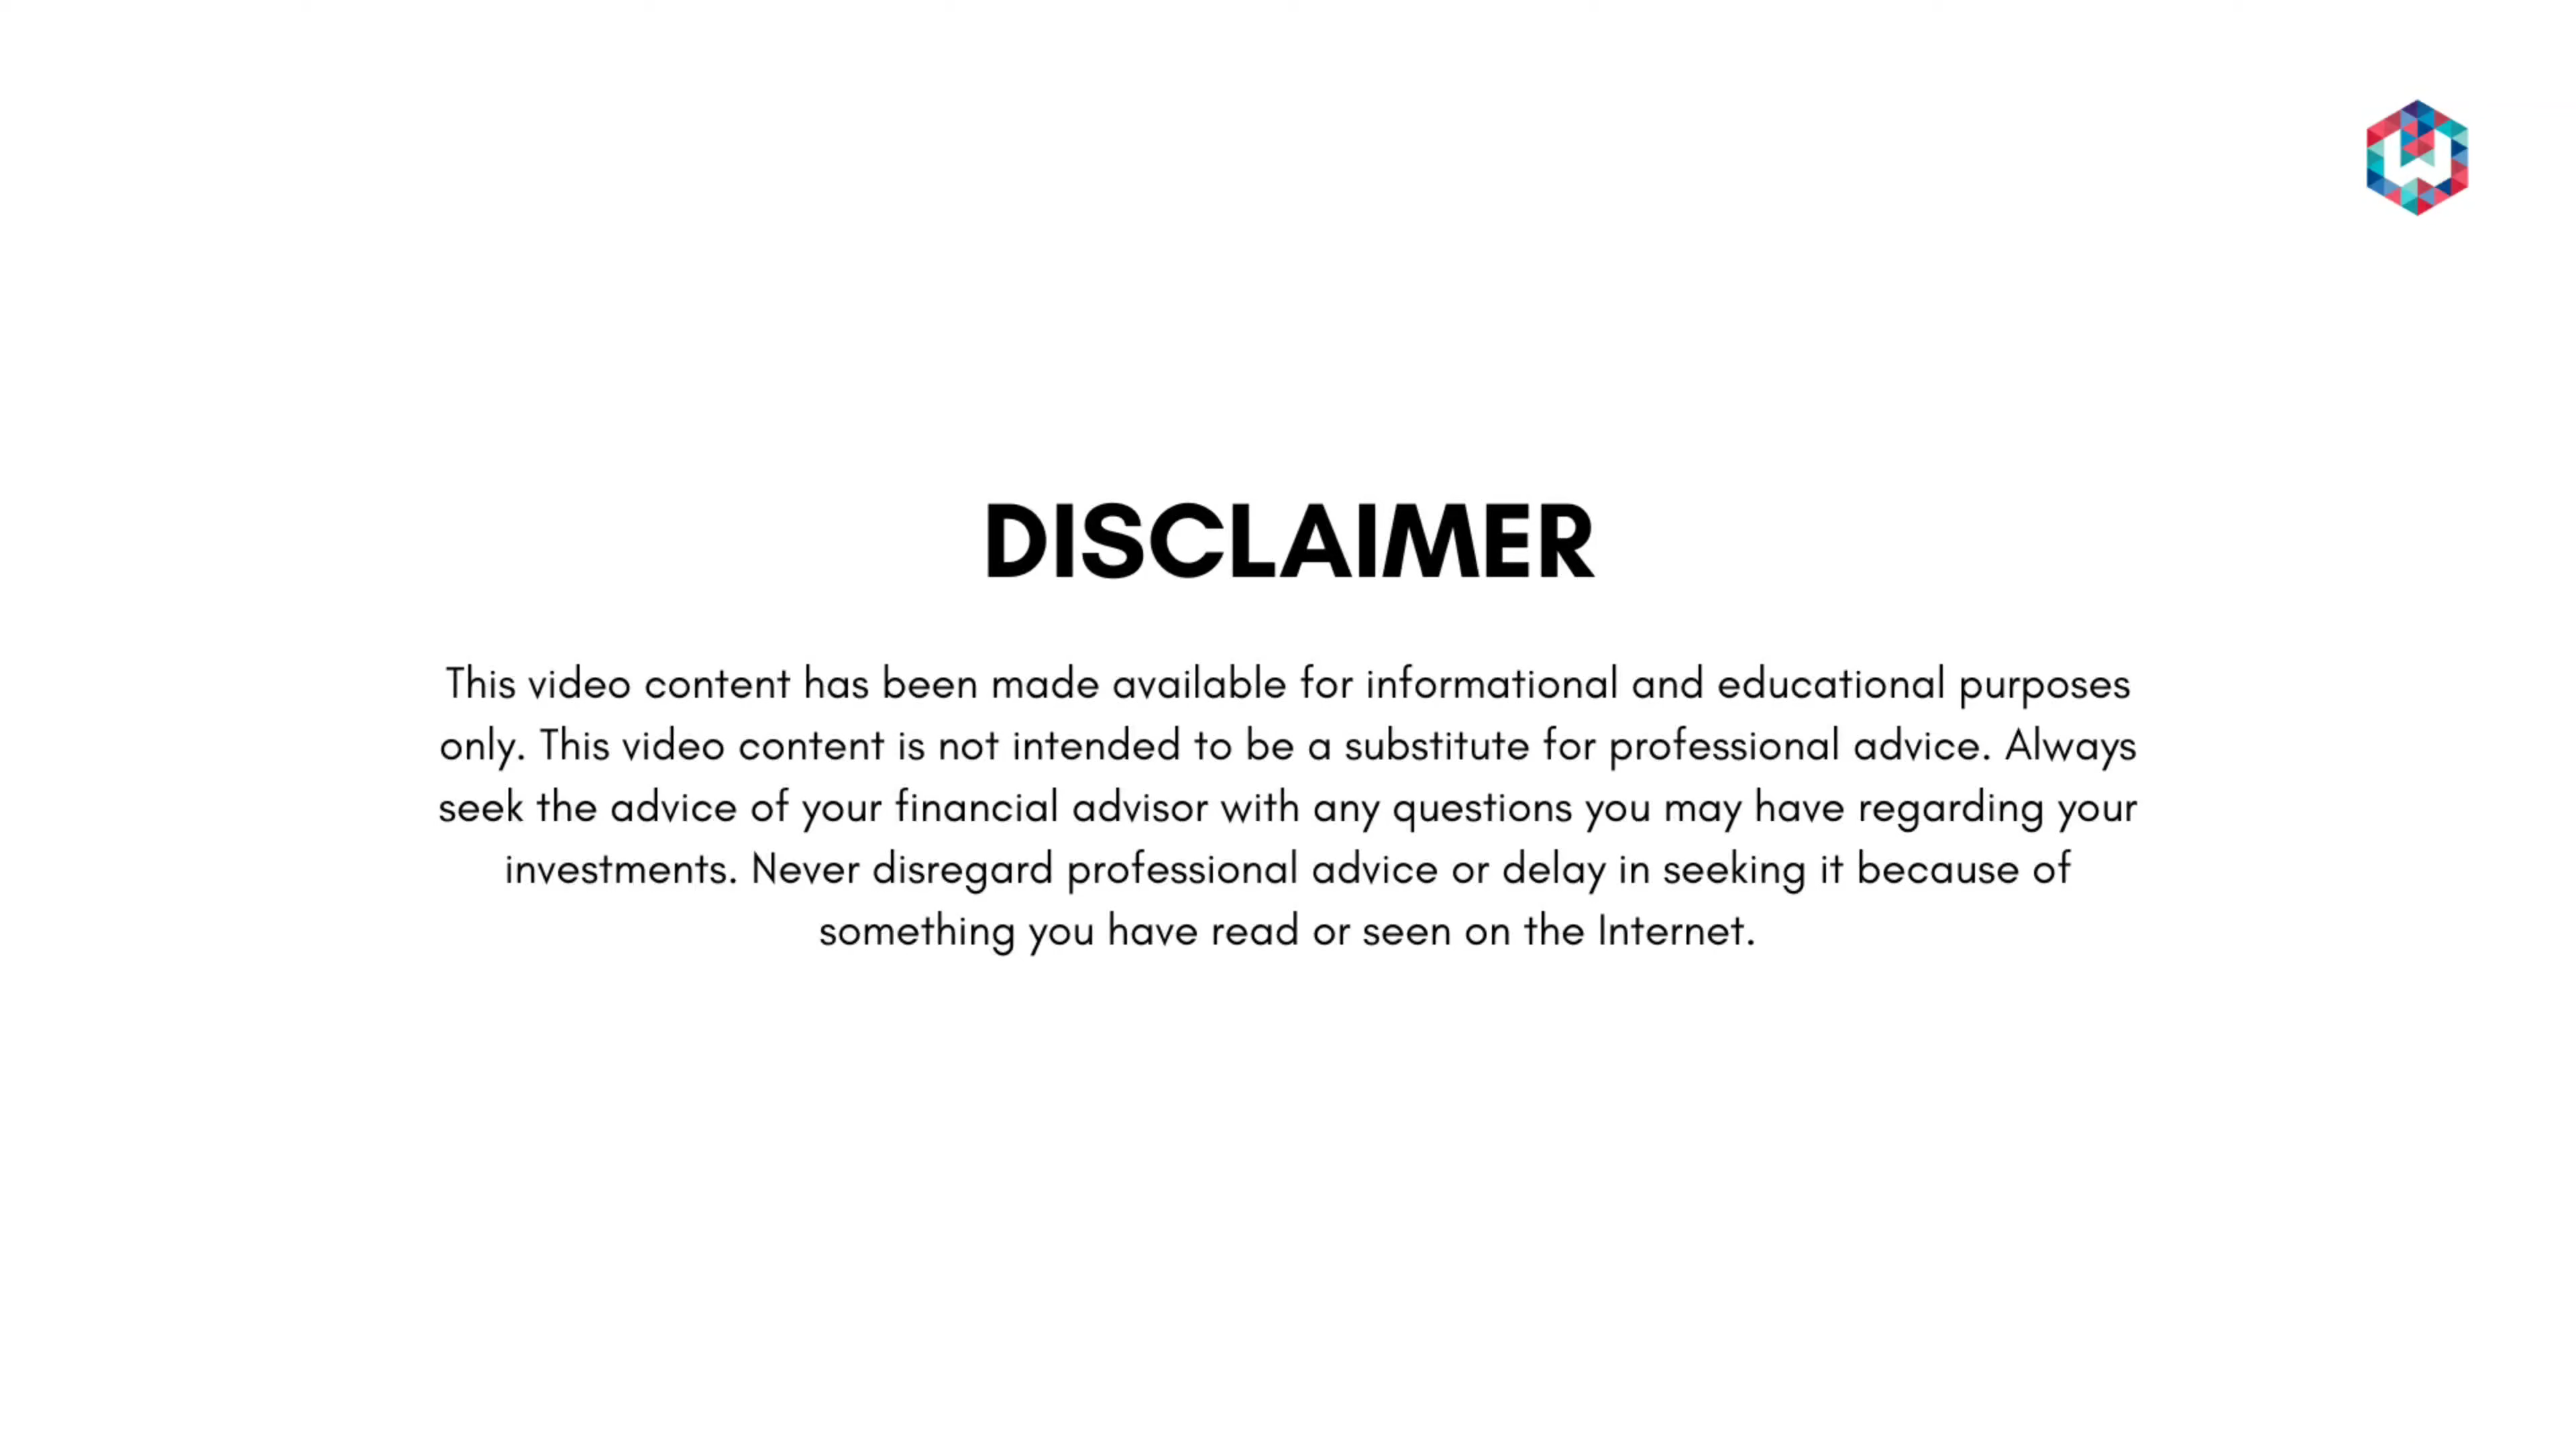 DISCLAIMER
This video content has been made available for informational and educational purposes
only. This video content is not intended to be a substitute for professional advice. Always
seek the advice of your financial advisor with any questions you may have regarding your
investments. Never disregard professional advice or delay in seeking it because of
something you have read or seen on the Internet.